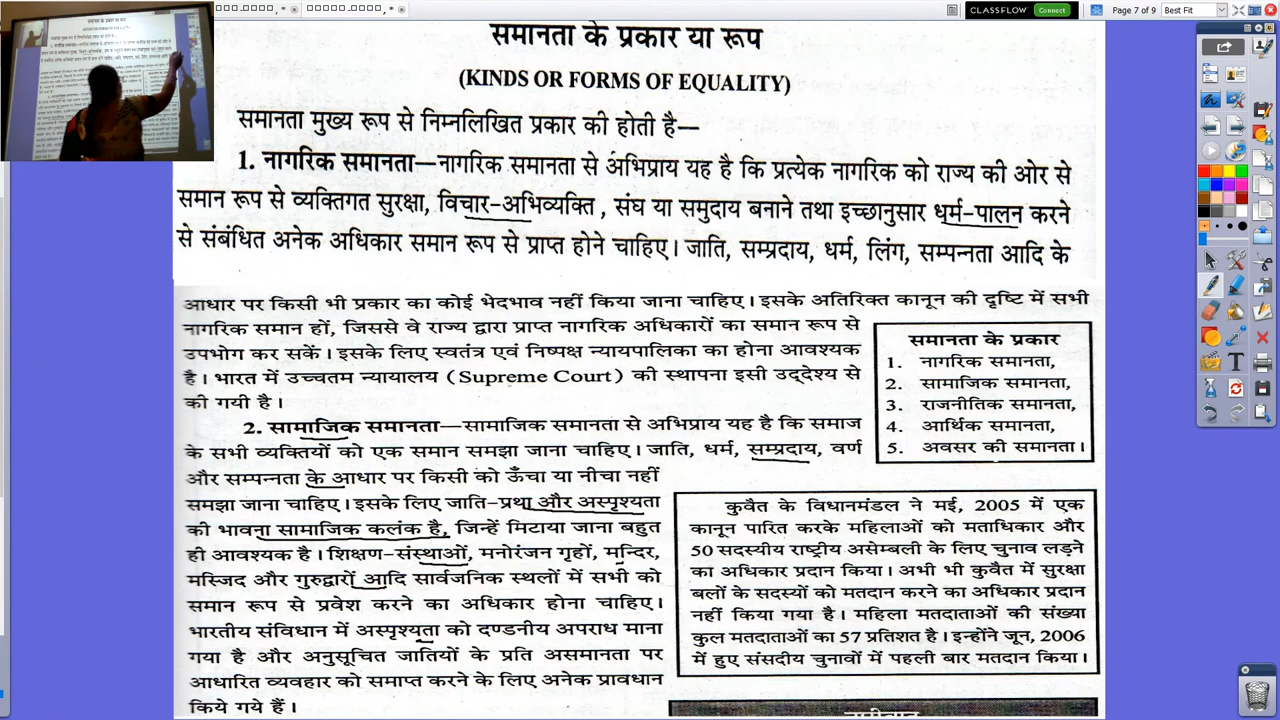 CLASSFLOW Connect Page 7 of 9 Best Fit
समानता के प्रकार या रूप
(KINDS OR FORMS OF EQUALITY)
समानता मुख्य रूप से निम्नलिखित प्रकार की होती है—
1. नागरिक समानता—नागरिक समानता से अभिप्राय यह है कि प्रत्येक नागरिक को राज्य की ओर से
समान रूप से व्यक्तिगत सुरक्षा, विचार-अभिव्यक्ति, संघ या समुदाय बनाने तथा इच्छानुसार धर्म-पालन करने
से संबंधित अनेक अधिकार समान रूप से प्राप्त होने चाहिए। जाति, सम्प्रदाय, धर्म, लिंग, सम्पन्नता आदि के
आधार पर किसी भी प्रकार का कोई भेदभाव नहीं किया जाना चाहिए। इसके अतिरिक्त कानून की दृष्टि में सभी
नागरिक समान हों, जिससे वे राज्य द्वारा प्राप्त नागरिक अधिकारों का समान रूप से
उपभोग कर सकें। इसके लिए स्वतंत्र एवं निष्पक्ष न्यायपालिका का होना आवश्यक
है। भारत में उच्चतम न्यायालय (Supreme Court) की स्थापना इसी उद्देश्य से
की गयी है।
समानता के प्रकार
1. नागरिक समानता,
2. सामाजिक समानता,
3. राजनीतिक समानता,
4. आर्थिक समानता,
5. अवसर की समानता।
2. सामाजिक समानता—सामाजिक समानता से अभिप्राय यह है कि समाज
के सभी व्यक्तियों को एक समान समझा जाना चाहिए। जाति, धर्म, सम्प्रदाय, वर्ण
और सम्पन्नता के आधार पर किसी को ऊँचा या नीचा नहीं
समझा जाना चाहिए। इसके लिए जाति-प्रथा और अस्पृश्यता
की भावना सामाजिक कलंक है, जिन्हें मिटाया जाना बहुत
ही आवश्यक है। शिक्षण-संस्थाओं, मनोरंजन गृहों, मन्दिर,
मस्जिद और गुरुद्वारों आदि सार्वजनिक स्थलों में सभी को
समान रूप से प्रवेश करने का अधिकार होना चाहिए।
भारतीय संविधान में अस्पृश्यता को दण्डनीय अपराध माना
गया है और अनुसूचित जातियों के प्रति असमानता पर
आधारित व्यवहार को समाप्त करने के लिए अनेक प्रावधान
किये गये हैं।
कुवैत के विधानमंडल ने मई, 2005 में एक
कानून पारित करके महिलाओं को मताधिकार और
50 सदस्यीय राष्ट्रीय असेम्बली के लिए चुनाव लड़ने
का अधिकार प्रदान किया। अभी भी कुवैत में सुरक्षा
बलों के सदस्यों को मतदान करने का अधिकार प्रदान
नहीं किया गया है। महिला मतदाताओं की संख्या
कुल मतदाताओं का 57 प्रतिशत है। इन्होंने जून, 2006
में हुए संसदीय चुनावों में पहली बार मतदान किया।